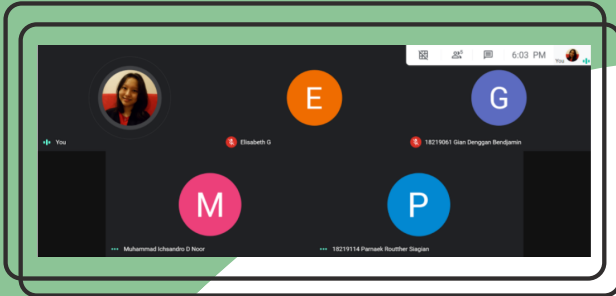 6:03 PM
You
E
G
You
Elisabeth G
18219061 Gian Denggan Bendjamin
M
P
Muhammad Ichsandro D Noor
18219114 Parnaek Routther Siagian